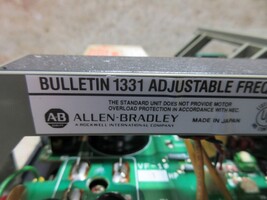 BULLETIN 1331 ADJUSTABLE FREQ
THE STANDARD UNIT DOES NOT PROVIDE MOTOR
OVERLOAD PROTECTION IN ACCORDANCE WITH NEC.
AB ALLEN-BRADLEY
A ROCKWELL INTERNATIONAL COMPANY
MADE IN JAPAN